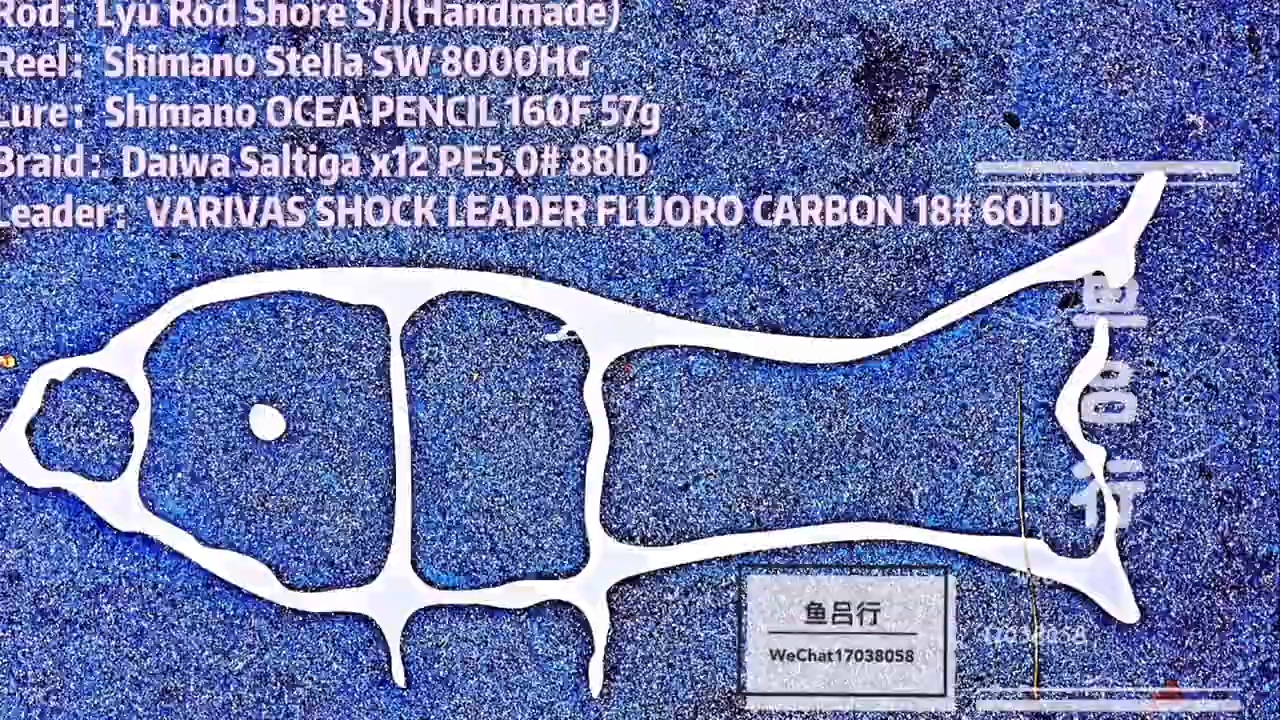 Rod：Lyu Rod Shore S/J(Handmade)
Reel：Shimano Stella SW 8000HG
Lure：Shimano OCEA PENCIL 160F 57g
Braid：Daiwa Saltiga x12 PE5.0# 88lb
Leader：VARIVAS SHOCK LEADER FLUORO CARBON 18# 60lb
鱼吕行
鱼吕行
WeChat17038058
17038058